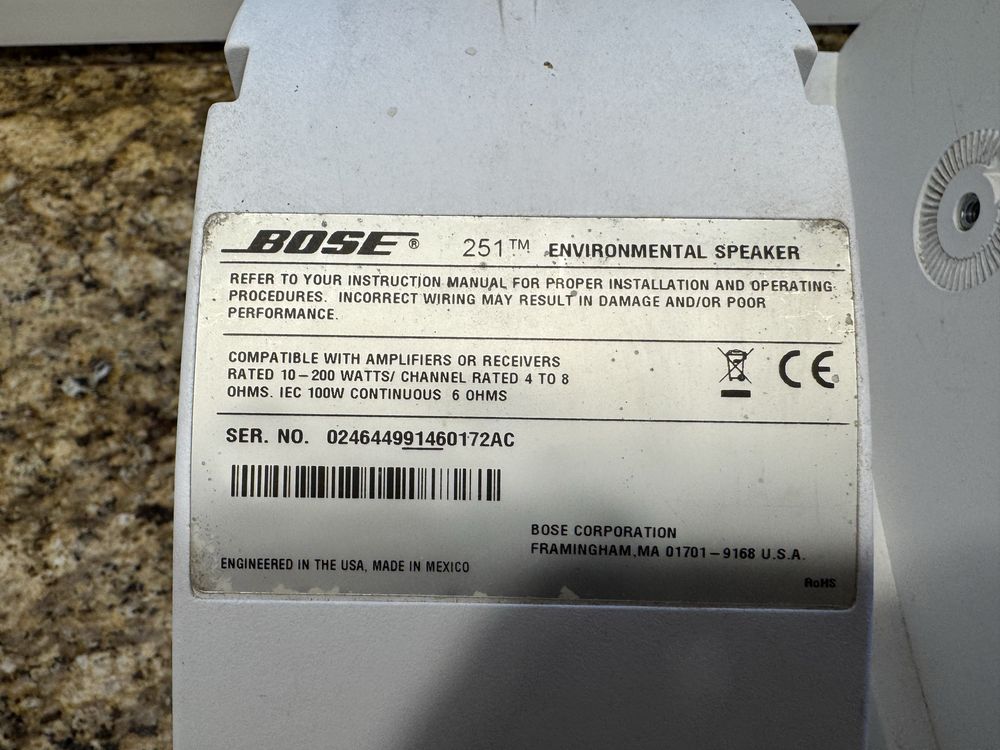 BOSE® 251™ ENVIRONMENTAL SPEAKER
REFER TO YOUR INSTRUCTION MANUAL FOR PROPER INSTALLATION AND OPERATING
PROCEDURES. INCORRECT WIRING MAY RESULT IN DAMAGE AND/OR POOR
PERFORMANCE.
COMPATIBLE WITH AMPLIFIERS OR RECEIVERS
RATED 10–200 WATTS/ CHANNEL RATED 4 TO 8
OHMS. IEC 100W CONTINUOUS 6 OHMS
CE
SER. NO. 024644991460172AC
BOSE CORPORATION
FRAMINGHAM,MA 01701–9168 U.S.A.
ENGINEERED IN THE USA, MADE IN MEXICO
RoHS